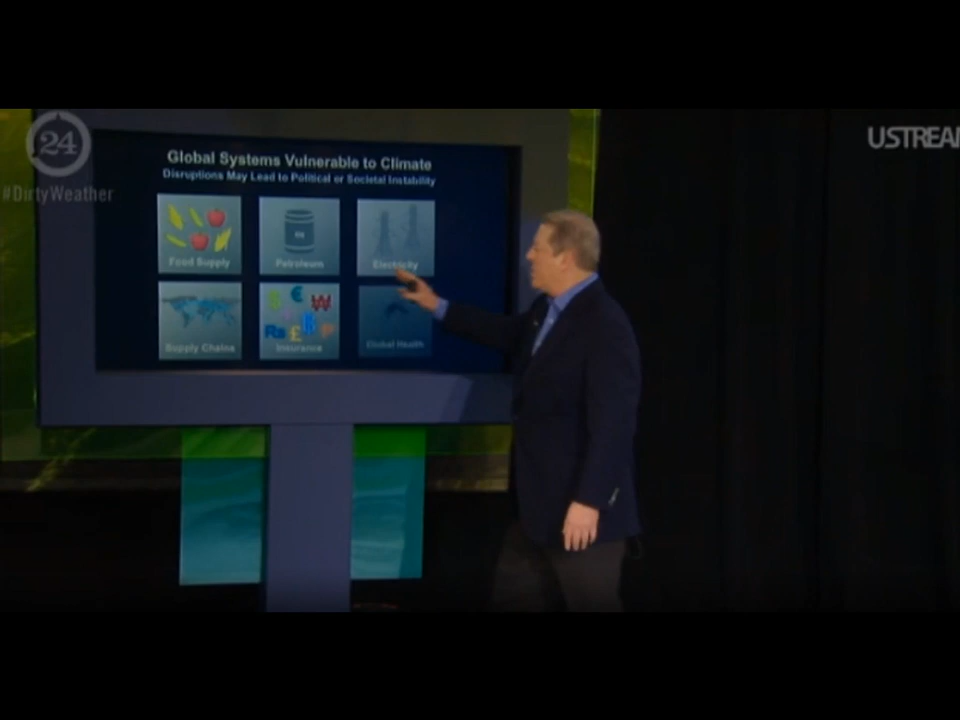 24
USTREAM
#DirtyWeather
Global Systems Vulnerable to Climate
Disruptions May Lead to Political or Societal Instability
Food Supply
Petroleum
Electricity
Supply Chains
Insurance
Global Health
$ € ₩
Rs £ P